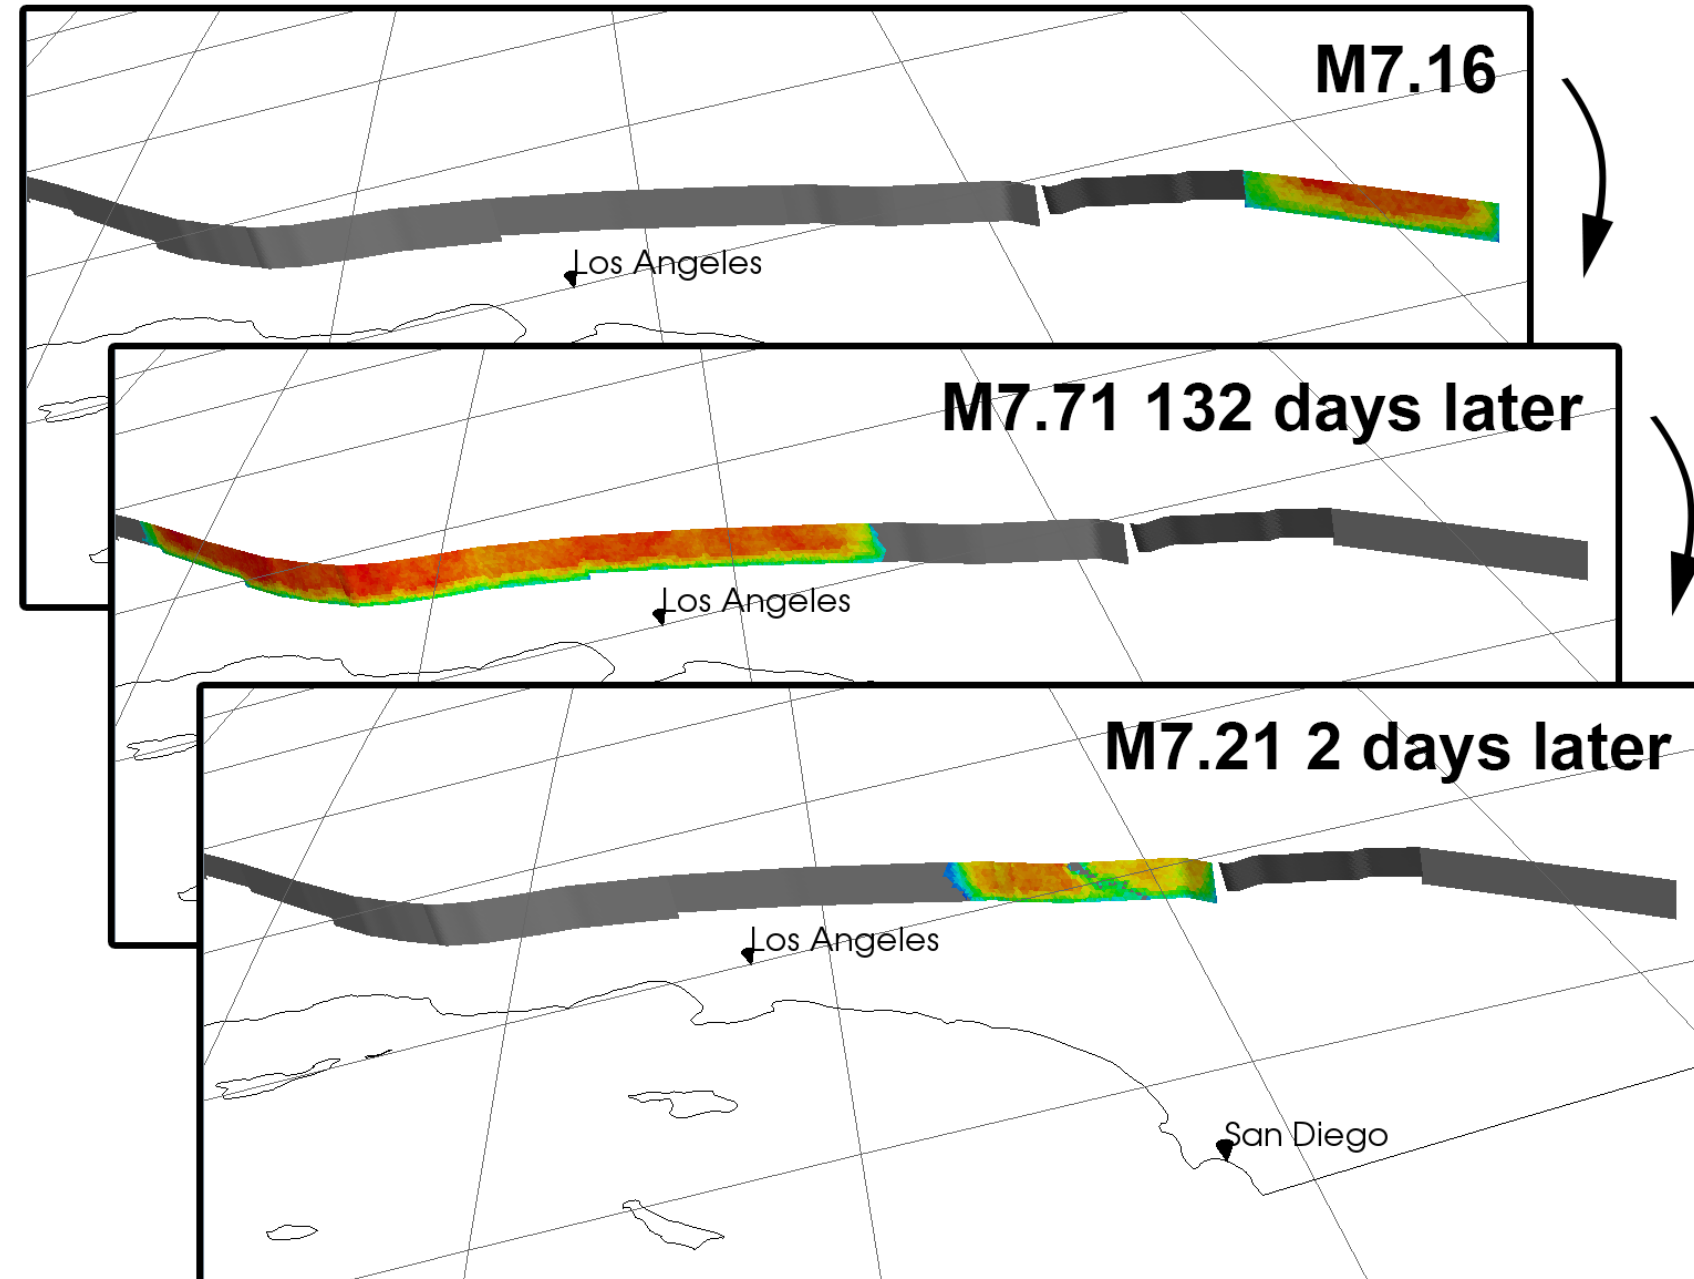 M7.16
Los Angeles
M7.71 132 days later
Los Angeles
M7.21 2 days later
Los Angeles
San Diego